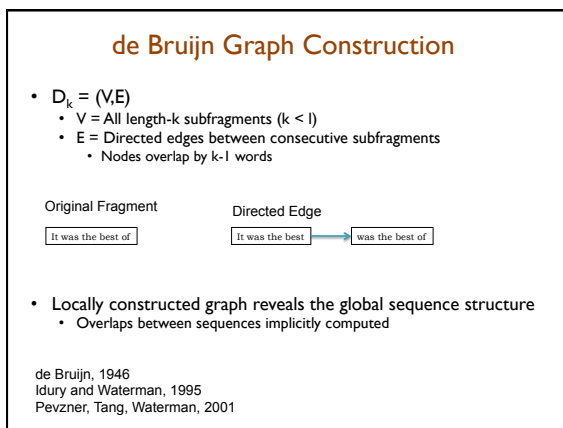 de Bruijn Graph Construction
• Dk = (V,E)
• V = All length-k subfragments (k < l)
• E = Directed edges between consecutive subfragments
• Nodes overlap by k-1 words
Original Fragment Directed Edge
It was the best of It was the best was the best of
• Locally constructed graph reveals the global sequence structure
• Overlaps between sequences implicitly computed
de Bruijn, 1946
Idury and Waterman, 1995
Pevzner, Tang, Waterman, 2001